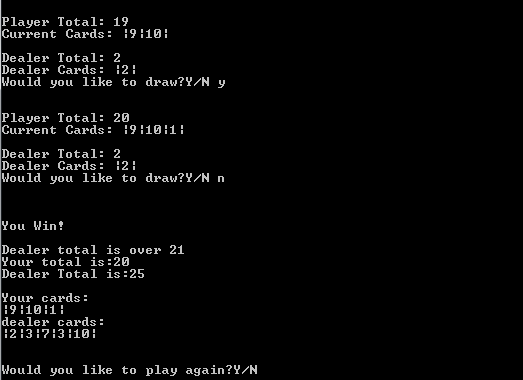 Player Total: 19
Current Cards: |9|10|
Dealer Total: 2
Dealer Cards: |2|
Would you like to draw?Y/N y
Player Total: 20
Current Cards: |9|10|1|
Dealer Total: 2
Dealer Cards: |2|
Would you like to draw?Y/N n
You Win!
Dealer total is over 21
Your total is:20
Dealer Total is:25
Your cards:
|9|10|1|
dealer cards:
|2|3|7|3|10|
Would you like to play again?Y/N